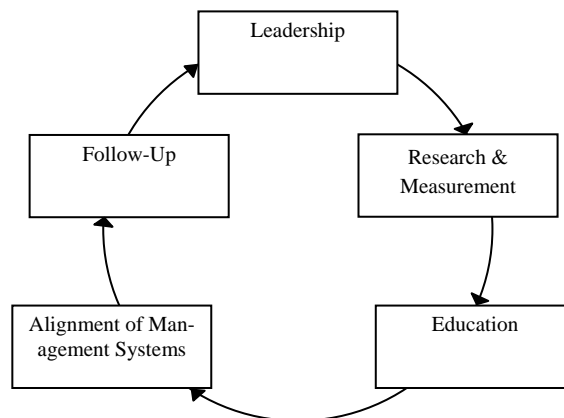 Leadership
Research &
Measurement
Education
Alignment of Man-
agement Systems
Follow-Up